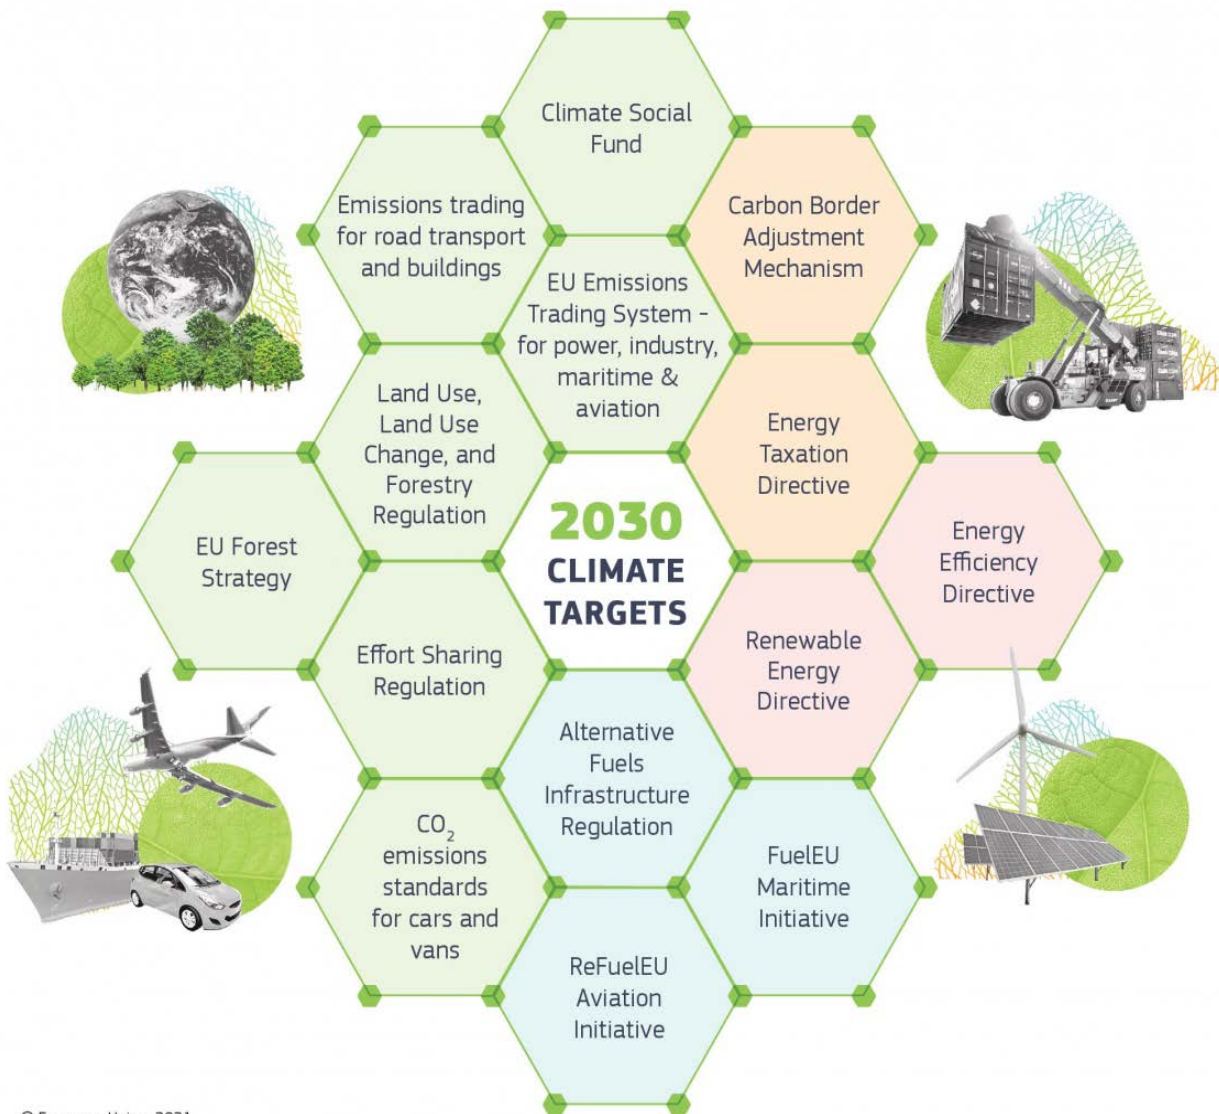 Climate Social
Fund
Emissions trading
for road transport
and buildings
Carbon Border
Adjustment
Mechanism
EU Emissions
Trading System -
for power, industry,
maritime &
aviation
Land Use,
Land Use
Change, and
Forestry
Regulation
Energy
Taxation
Directive
EU Forest
Strategy
2030
CLIMATE
TARGETS
Energy
Efficiency
Directive
Effort Sharing
Regulation
Renewable
Energy
Directive
Alternative
Fuels
Infrastructure
Regulation
CO₂
emissions
standards
for cars and
vans
FuelEU
Maritime
Initiative
ReFuelEU
Aviation
Initiative